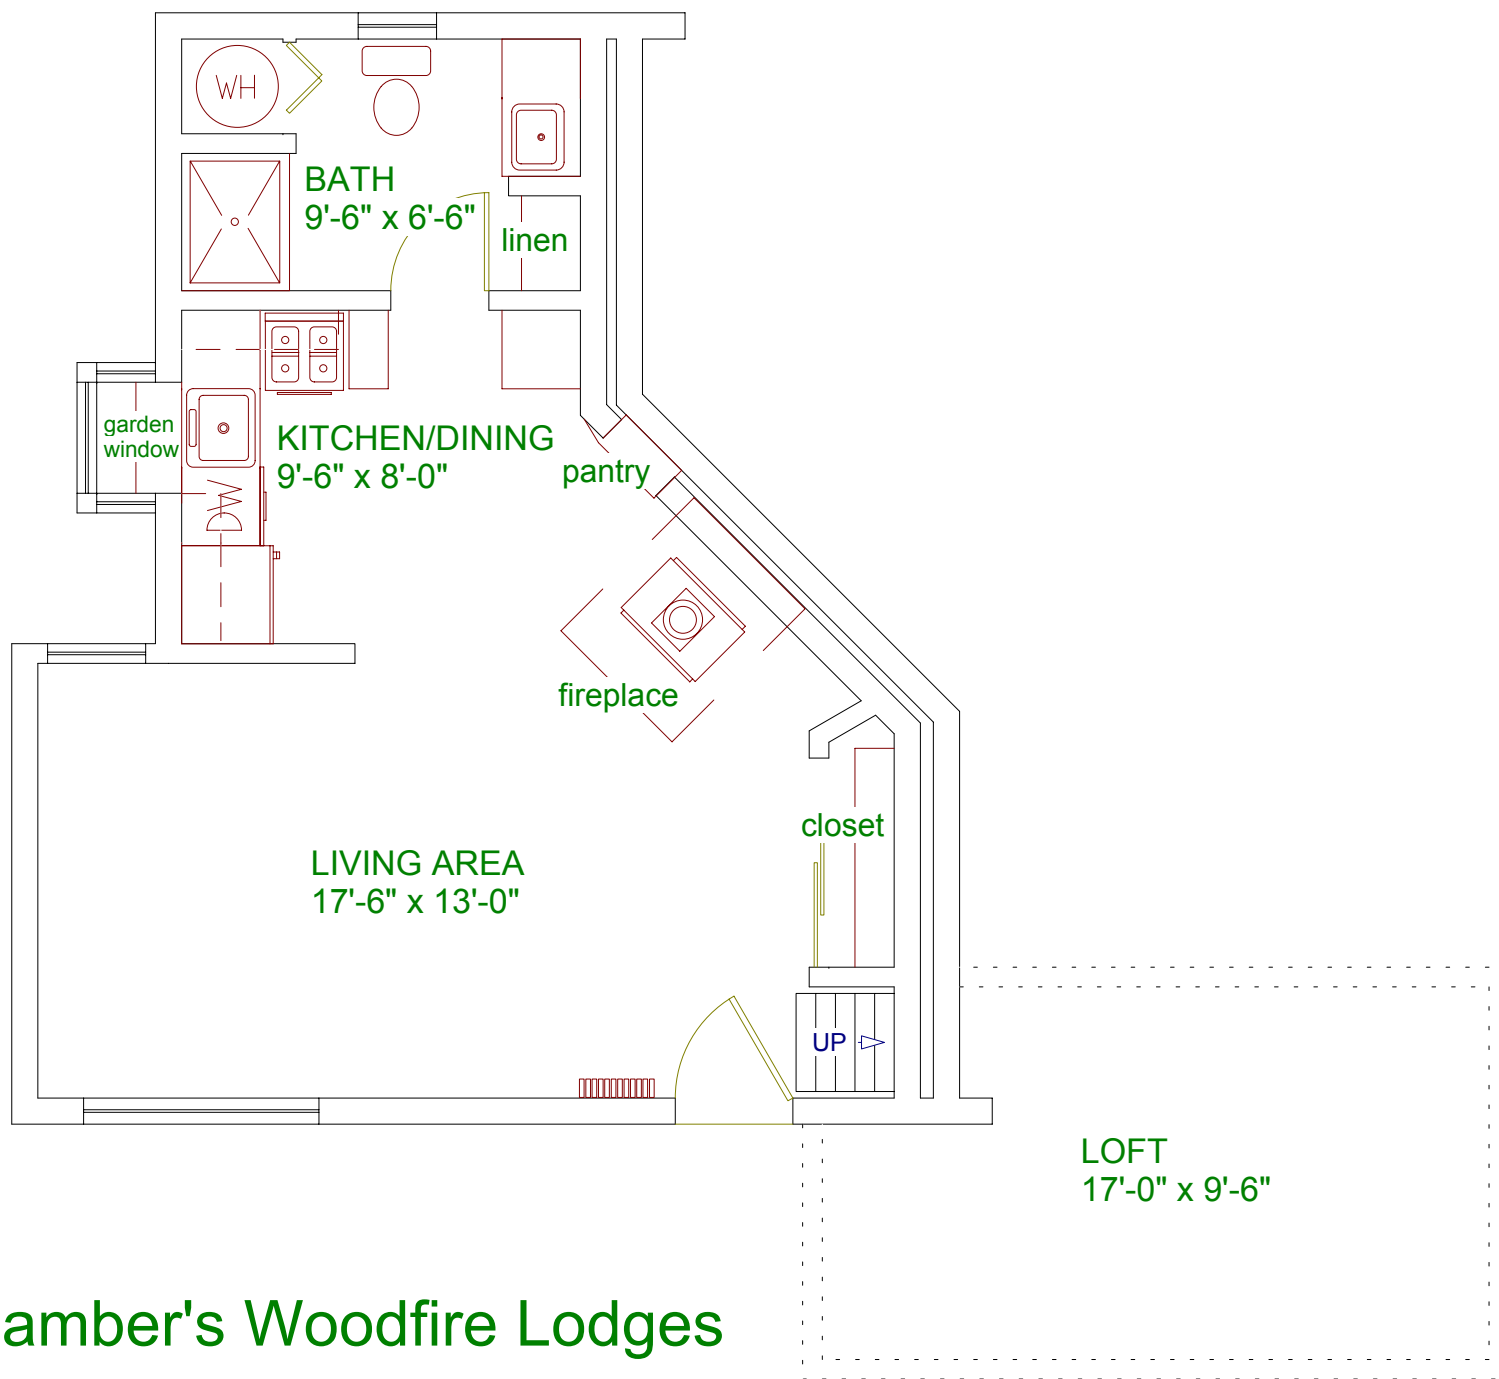 WH
BATH
9'-6" x 6'-6"
linen
garden
window
KITCHEN/DINING
9'-6" x 8'-0"
pantry
DW
fireplace
closet
LIVING AREA
17'-6" x 13'-0"
UP
LOFT
17'-0" x 9'-6"
amber's Woodfire Lodges